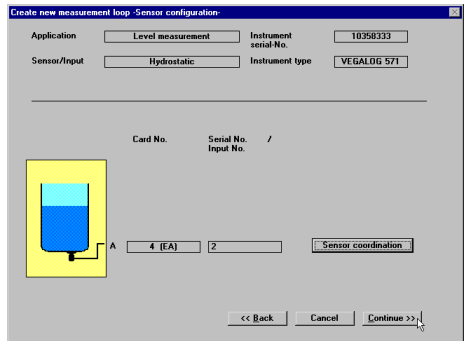 Create new measurement loop -Sensor configuration-
Application Level measurement Instrument serial-No. 10358333
Sensor/Input Hydrostatic Instrument type VEGALOG 571
Card No. Serial No. / Input No.
A 4 (EA) 2 Sensor coordination
<< Back Cancel Continue >>